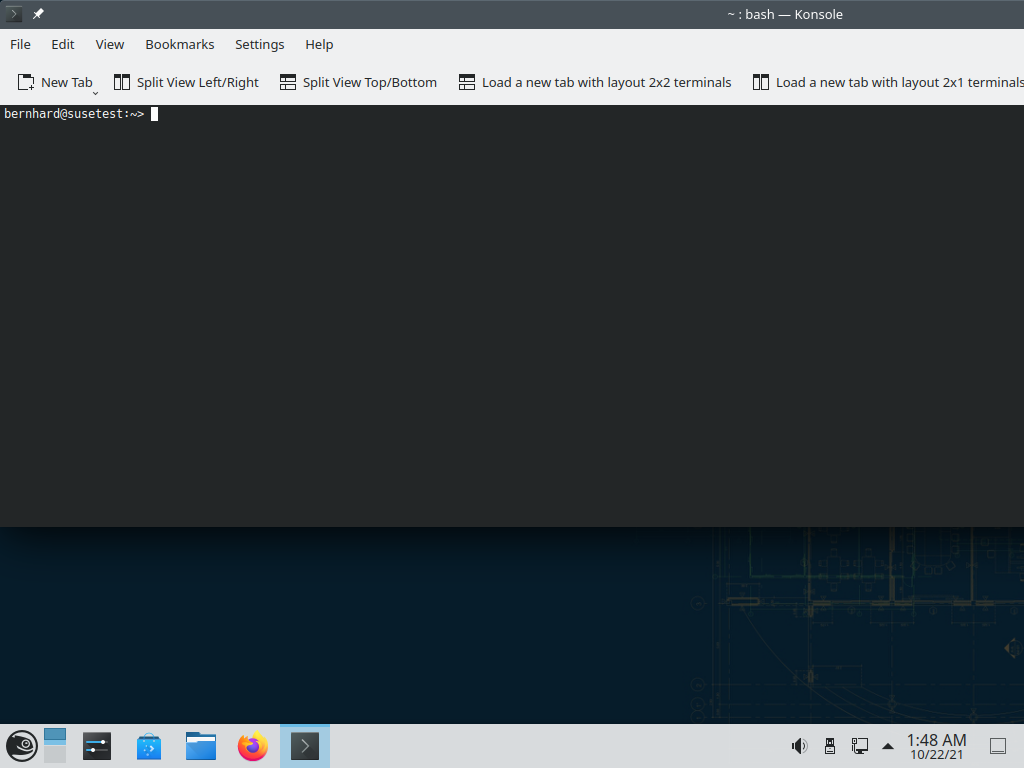 ~ : bash — Konsole
File Edit View Bookmarks Settings Help
New Tab Split View Left/Right Split View Top/Bottom Load a new tab with layout 2x2 terminals Load a new tab with layout 2x1 terminals
bernhard@susetest:~>
1:48 AM
10/22/21